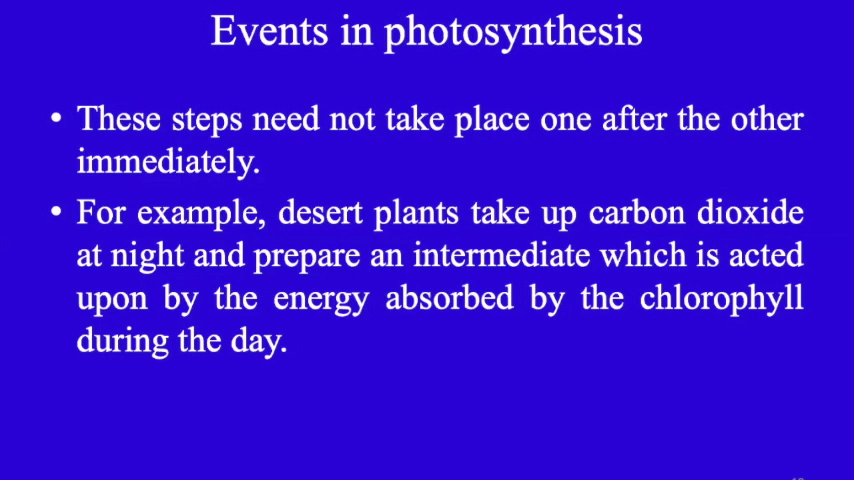 Events in photosynthesis
• These steps need not take place one after the other
immediately.
• For example, desert plants take up carbon dioxide
at night and prepare an intermediate which is acted
upon by the energy absorbed by the chlorophyll
during the day.